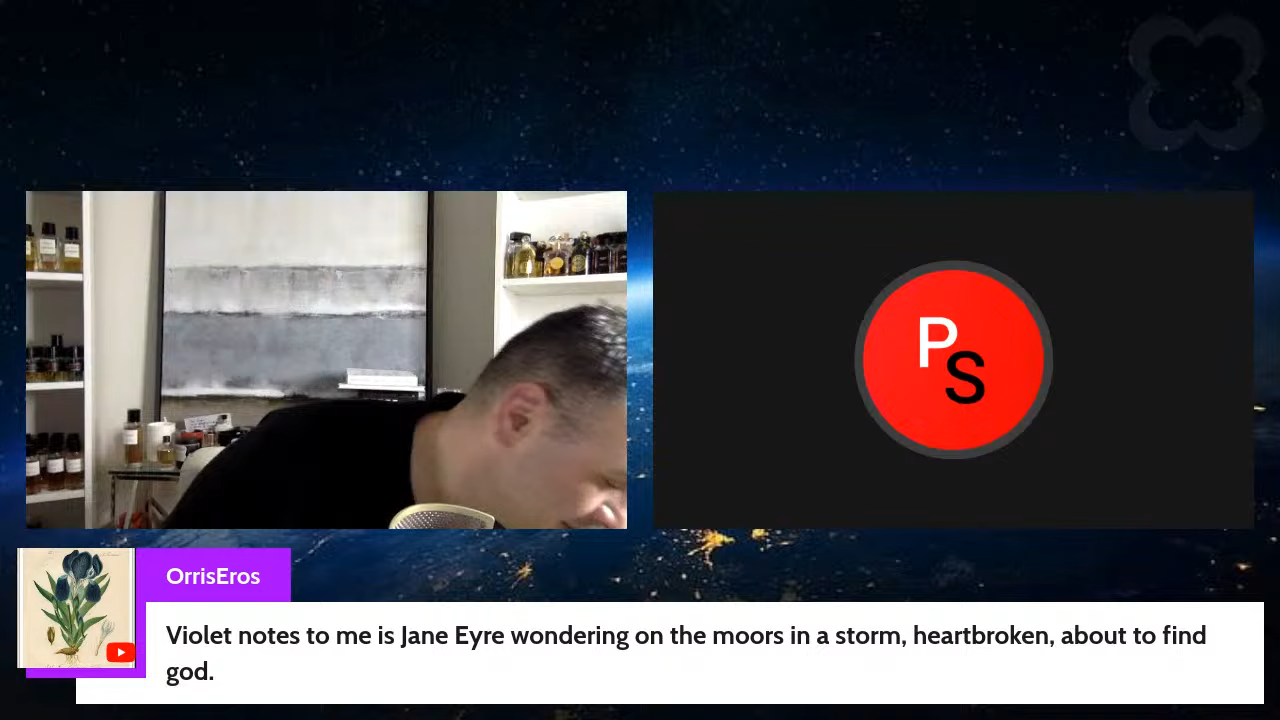 P
S
OrrisEros
Violet notes to me is Jane Eyre wondering on the moors in a storm, heartbroken, about to find
god.